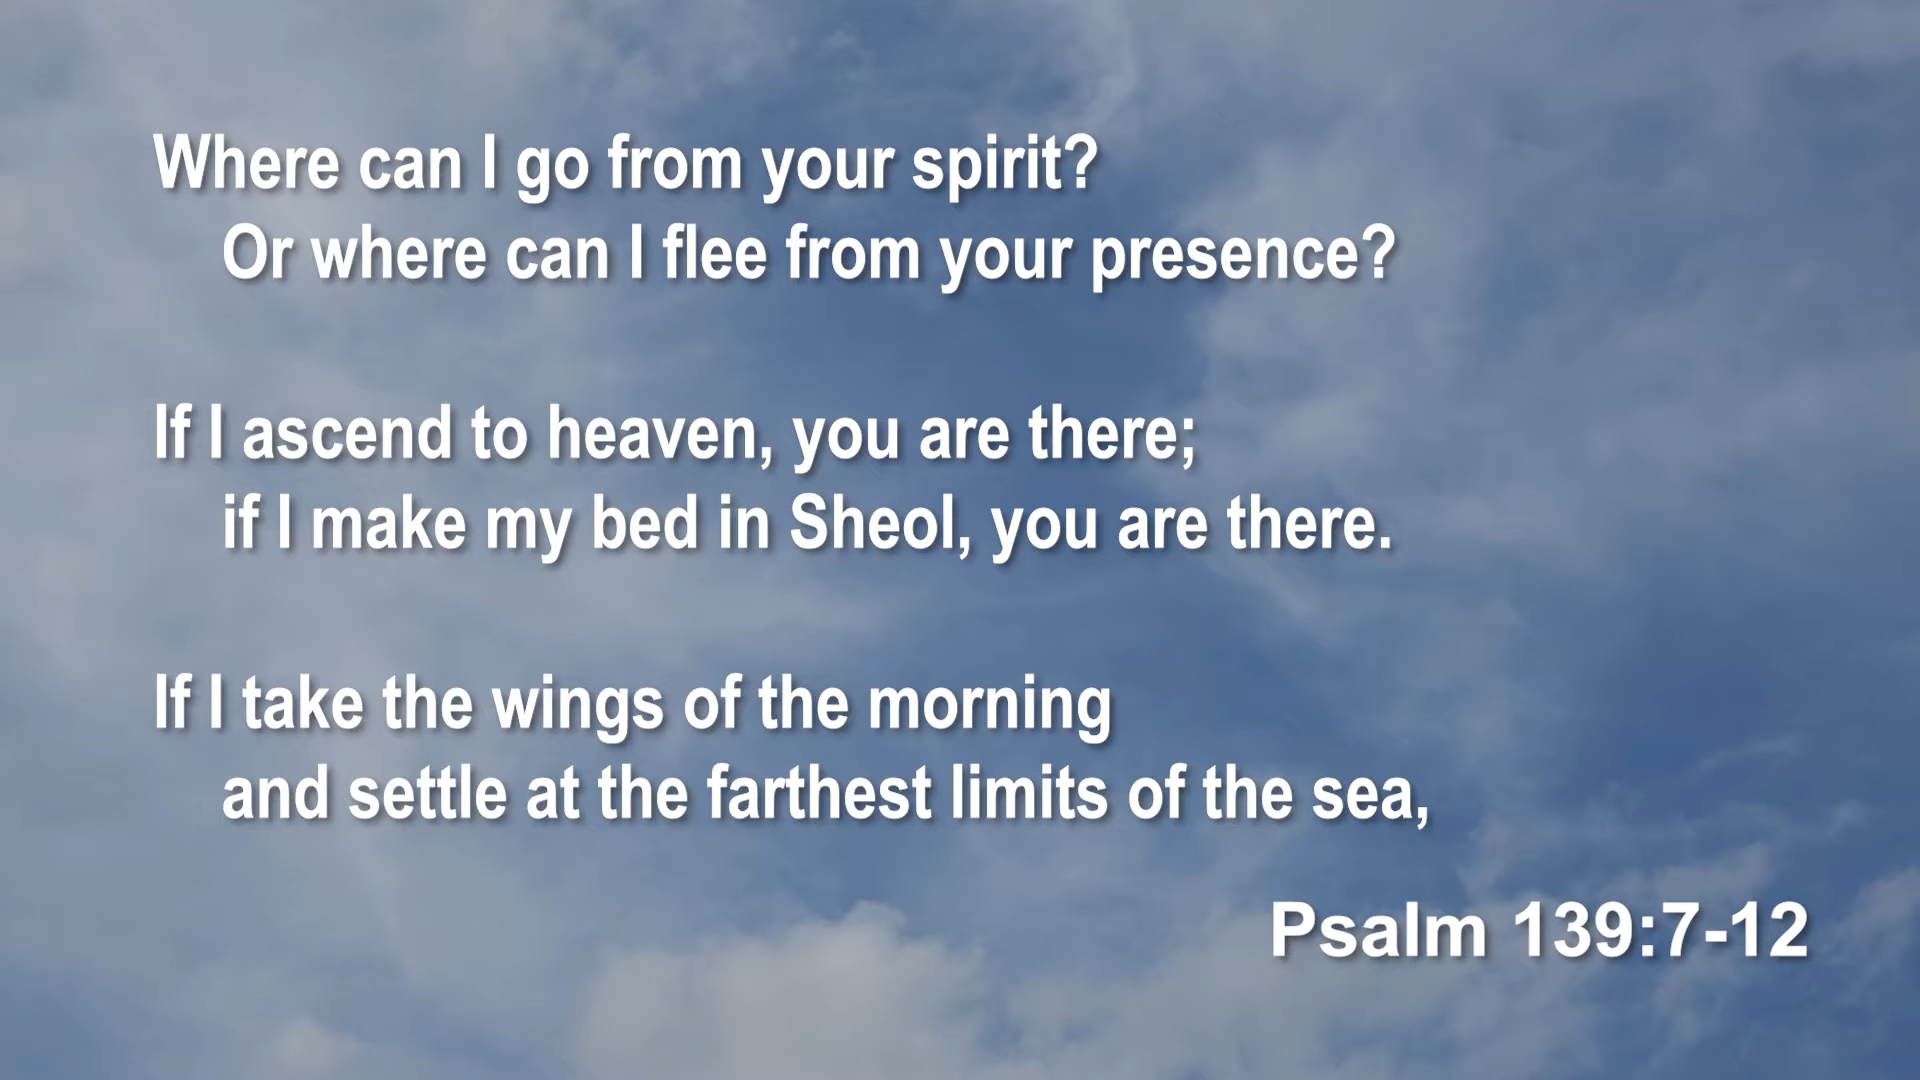 Where can I go from your spirit?
Or where can I flee from your presence?
If I ascend to heaven, you are there;
if I make my bed in Sheol, you are there.
If I take the wings of the morning
and settle at the farthest limits of the sea,
Psalm 139:7-12